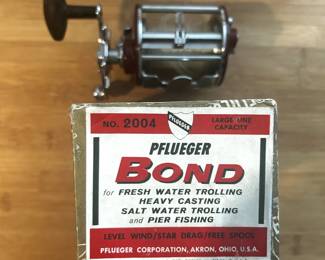 PFLUEGER
NO. 2004
LARGE LINE
CAPACITY
PFLUEGER
BOND
for FRESH WATER TROLLING
HEAVY CASTING
SALT WATER TROLLING
and PIER FISHING
LEVEL WIND/STAR DRAG/FREE SPOOL
PFLUEGER CORPORATION, AKRON, OHIO, U.S.A.